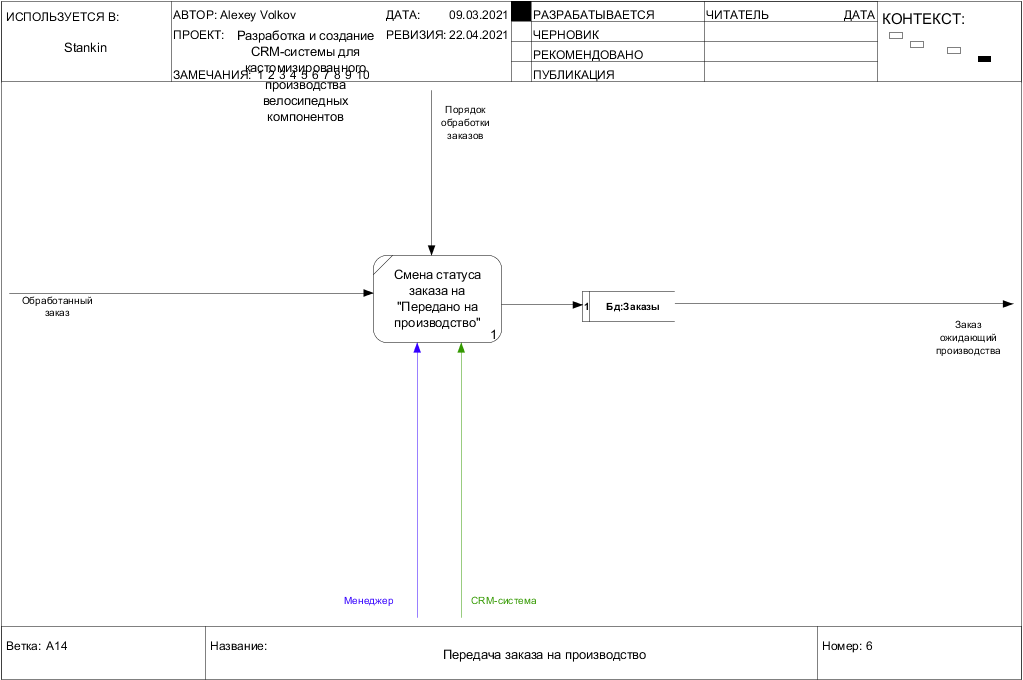 ИСПОЛЬЗУЕТСЯ В:
Stankin
АВТОР: Alexey Volkov
ДАТА: 09.03.2021
ПРОЕКТ: Разработка и создание
CRM-системы для
кастомизированного
производства
велосипедных
компонентов
РЕВИЗИЯ: 22.04.2021
ЗАМЕЧАНИЯ: 1 2 3 4 5 6 7 8 9 10
РАЗРАБАТЫВАЕТСЯ
ЧЕРНОВИК
РЕКОМЕНДОВАНО
ПУБЛИКАЦИЯ
ЧИТАТЕЛЬ ДАТА
КОНТЕКСТ:
Порядок
обработки
заказов
Обработанный
заказ
Смена статуса
заказа на
"Передано на
производство"
1
1 Бд:Заказы
Заказ
ожидающий
производства
Менеджер
CRM-система
Ветка: A14
Название:
Передача заказа на производство
Номер: 6